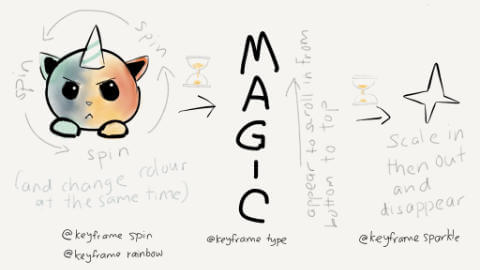 spin
spin
spin
(and change colour
at the same time)
@keyframe spin
@keyframe rainbow
MAGIC
appear to scroll in from
bottom to top
@keyframe type
Scale in
then out
and
disappear
@keyframe sparkle